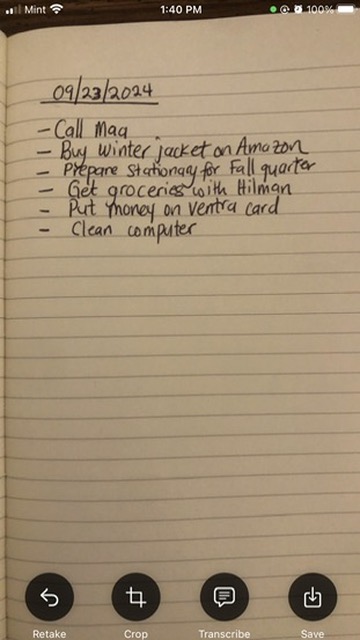 Mint 1:40 PM 100%
09/23/2024
- Call Maa
- Buy winter jacket on Amazon
- Prepare Stationary for Fall quarter
- Get groceries with Hilman
- Put money on ventra card
- Clean computer
Retake Crop Transcribe Save